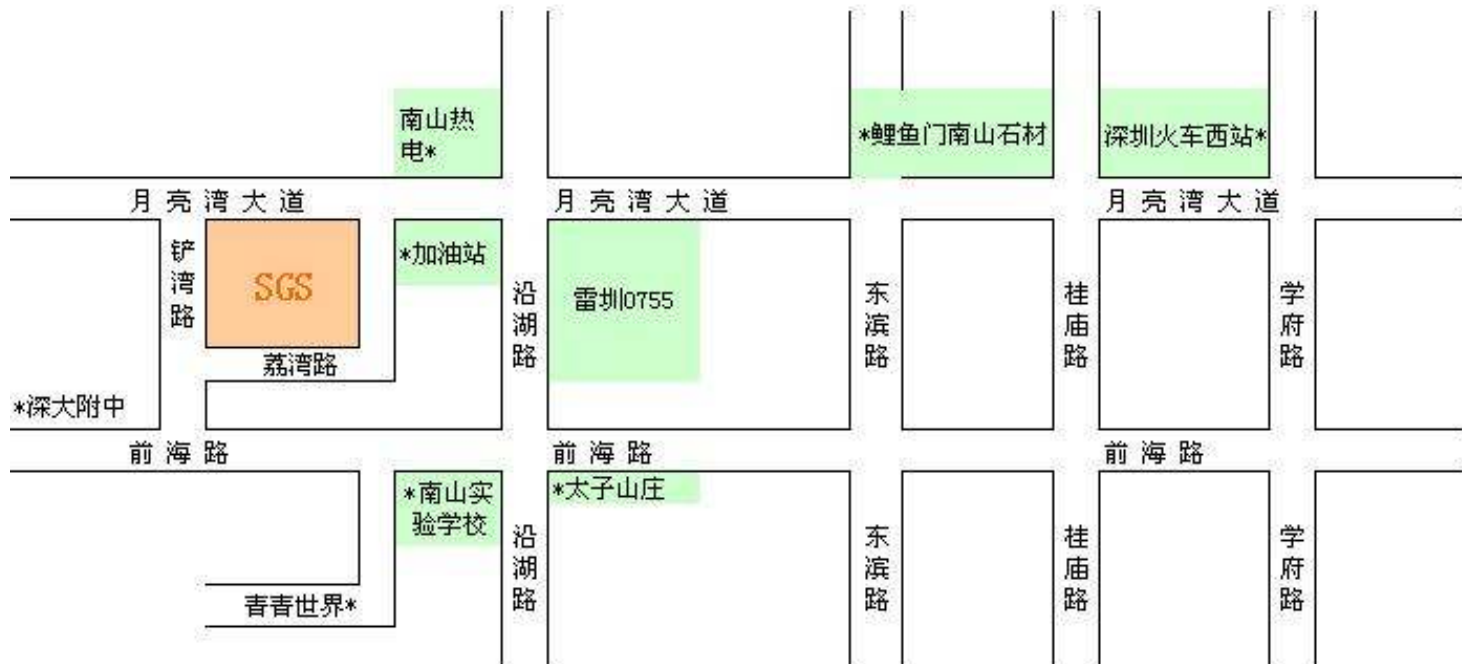 南山热
电*
*鲤鱼门南山石材
深圳火车西站*
月亮湾大道
月亮湾大道
月亮湾大道
铲湾路
SGS
*加油站
沿湖路
雷圳0755
东滨路
桂庙路
学府路
荔湾路
*深大附中
前海路
前海路
前海路
*南山实
验学校
*太子山庄
沿湖路
东滨路
桂庙路
学府路
青青世界*